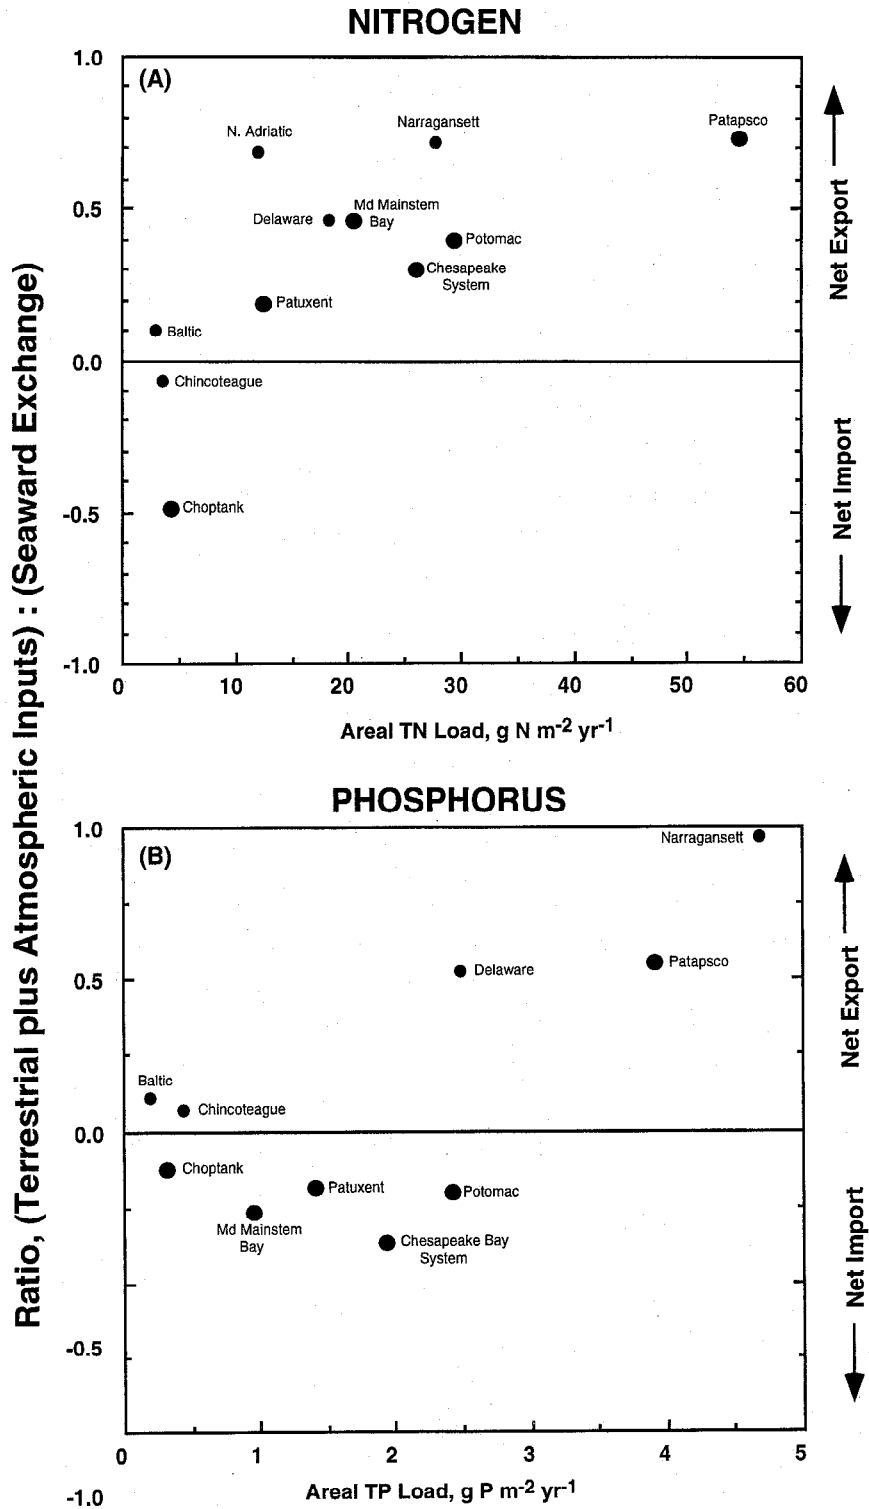 NITROGEN
1.0
(A)
Patapsco
Narragansett
N. Adriatic
0.5
Md Mainstem
Bay
Delaware
Potomac
Chesapeake
System
Patuxent
Baltic
0.0
Chincoteague
Choptank
-0.5
-1.0
0 10 20 30 40 50 60
Areal TN Load, g N m-2 yr-1
Net Export
Net Import
Ratio, (Terrestrial plus Atmospheric Inputs) : (Seaward Exchange)
PHOSPHORUS
1.0
(B)
Narragansett
0.5
Delaware
Patapsco
Baltic
Chincoteague
0.0
Choptank
Patuxent
Potomac
Md Mainstem
Bay
Chesapeake Bay
System
-0.5
0 1 2 3 4 5
-1.0
Areal TP Load, g P m-2 yr-1
Net Export
Net Import